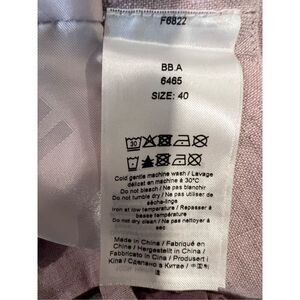 F6822
BB.A
6465
SIZE: 40
30
Cold gentle machine wash / Lavage
délicat en machine à 30°C
Do not bleach / Ne pas blanchir
Do not tumble dry / Ne pas utiliser de
sèche-linge
Iron at low temperature / Repasser à
basse température
Do not dry clean / Ne pas nettoyer à
sec
Made in China / Fabriqué en
Chine / Hergestellt in China /
Fabbricato in Cina / Producerad i
Kina / Сделано в Китае / 中国制
造